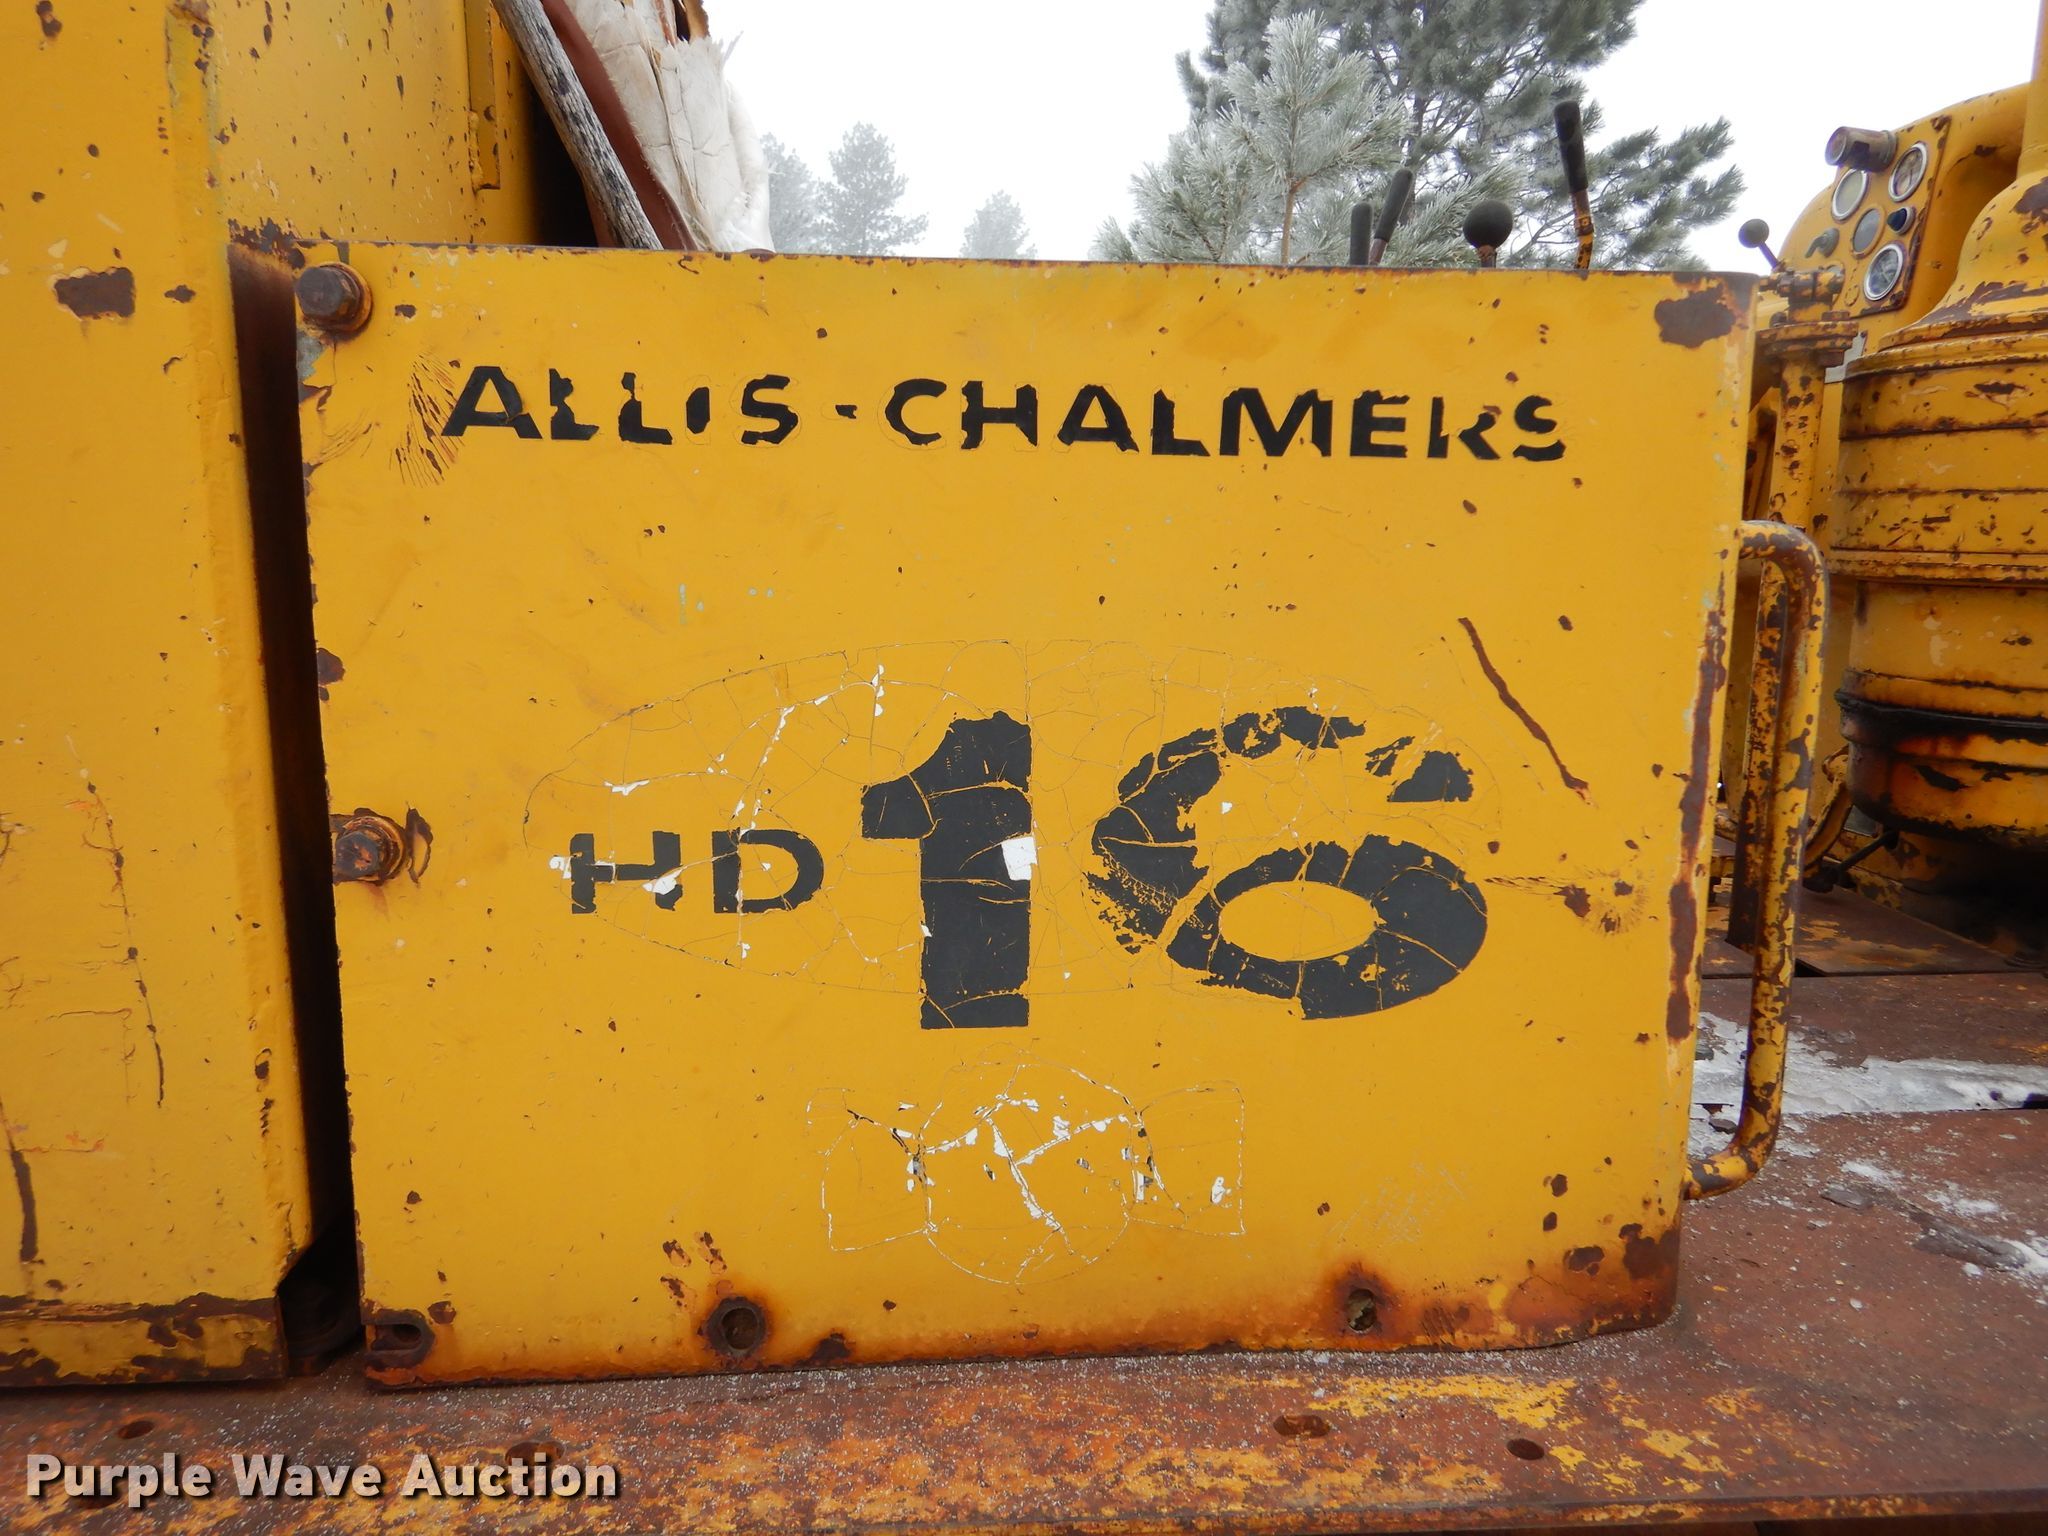 ALLIS-CHALMERS
HD 16
Purple Wave Auction